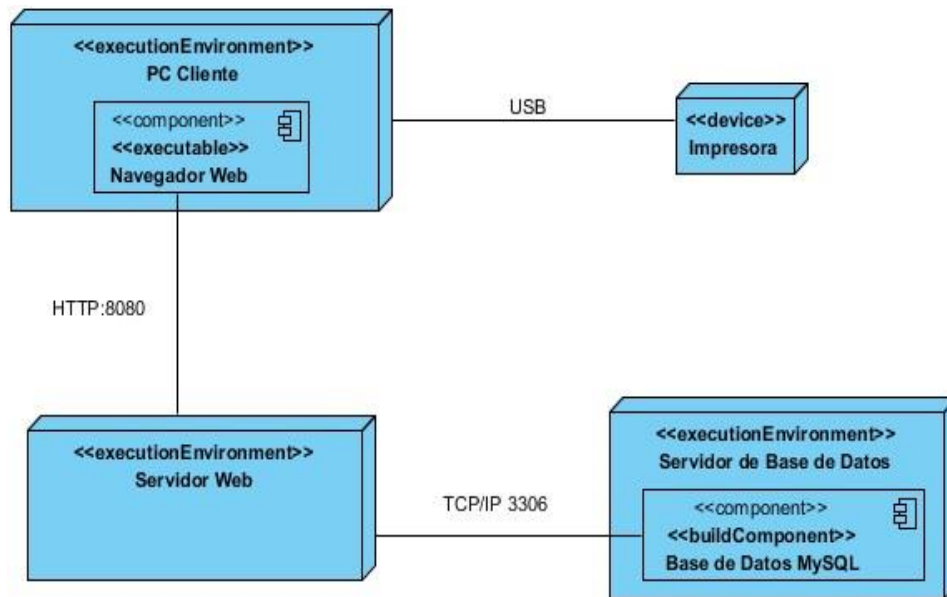 <<executionEnvironment>>
PC Cliente
<<component>>
<<executable>>
Navegador Web
USB
<<device>>
Impresora
HTTP:8080
<<executionEnvironment>>
Servidor Web
TCP/IP 3306
<<executionEnvironment>>
Servidor de Base de Datos
<<component>>
<<buildComponent>>
Base de Datos MySQL